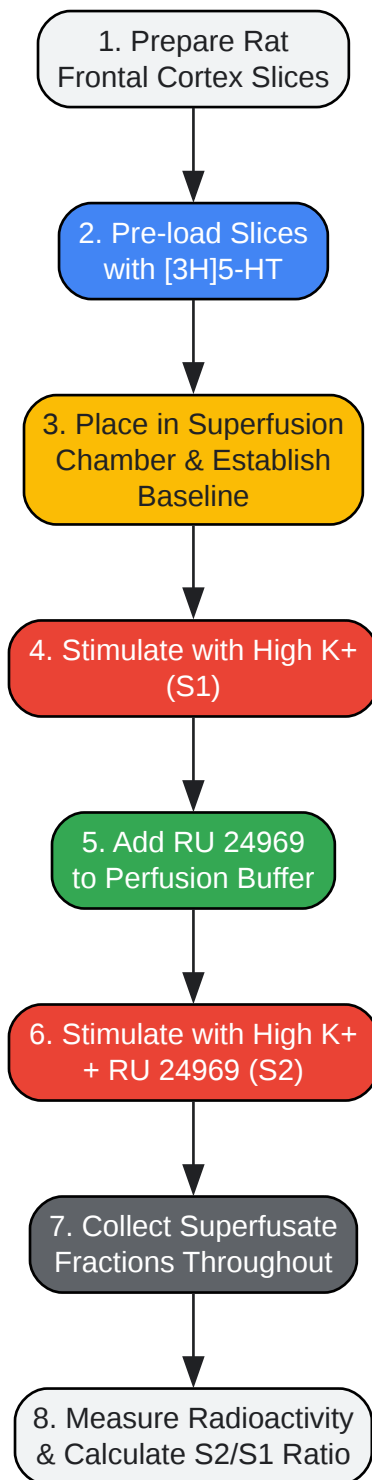 1. Prepare Rat
Frontal Cortex Slices
2. Pre-load Slices
with [3H]5-HT
3. Place in Superfusion
Chamber & Establish
Baseline
4. Stimulate with High K+
(S1)
5. Add RU 24969
to Perfusion Buffer
6. Stimulate with High K+
+ RU 24969 (S2)
7. Collect Superfusate
Fractions Throughout
8. Measure Radioactivity
& Calculate S2/S1 Ratio